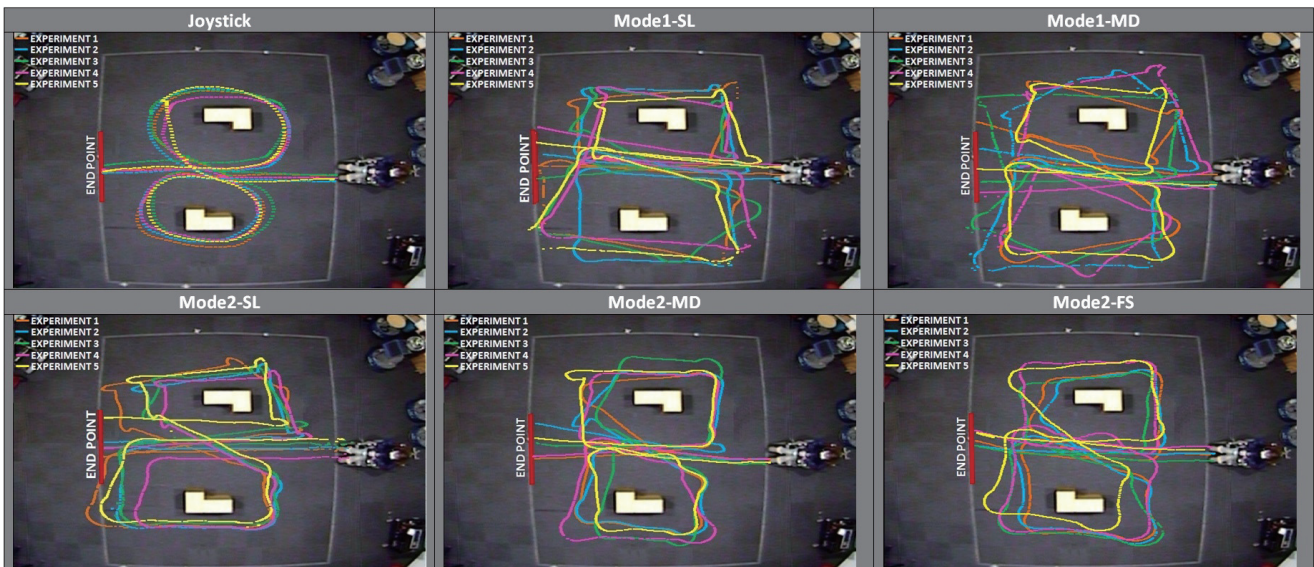 Joystick
EXPERIMENT 1
EXPERIMENT 2
EXPERIMENT 3
EXPERIMENT 4
EXPERIMENT 5
END POINT
Mode1-SL
EXPERIMENT 1
EXPERIMENT 2
EXPERIMENT 3
EXPERIMENT 4
EXPERIMENT 5
END POINT
Mode1-MD
EXPERIMENT 1
EXPERIMENT 2
EXPERIMENT 3
EXPERIMENT 4
EXPERIMENT 5
END POINT
Mode2-SL
EXPERIMENT 1
EXPERIMENT 2
EXPERIMENT 3
EXPERIMENT 4
EXPERIMENT 5
END POINT
Mode2-MD
EXPERIMENT 1
EXPERIMENT 2
EXPERIMENT 3
EXPERIMENT 4
EXPERIMENT 5
END POINT
Mode2-FS
EXPERIMENT 1
EXPERIMENT 2
EXPERIMENT 3
EXPERIMENT 4
EXPERIMENT 5
END POINT